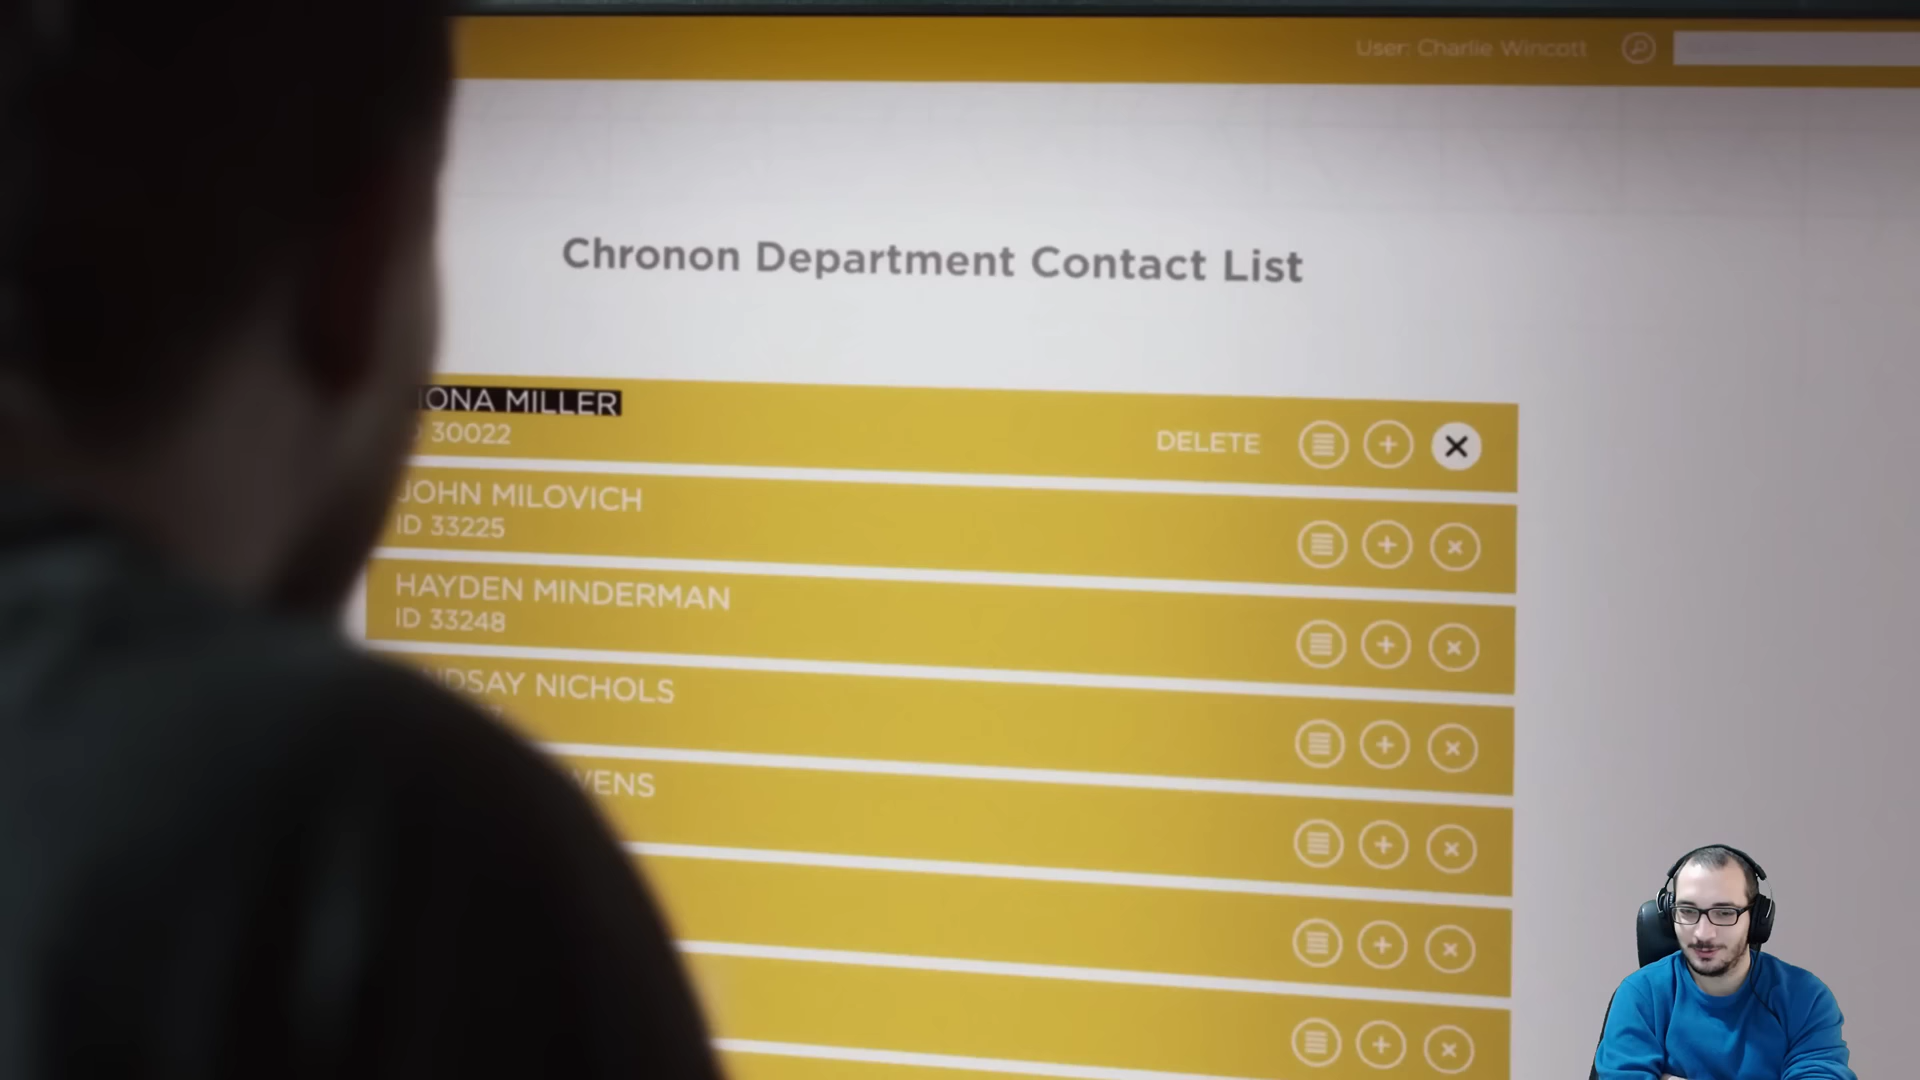 User: Charlie Wincott
Chronon Department Contact List
IONA MILLER
30022
DELETE
JOHN MILOVICH
ID 33225
HAYDEN MINDERMAN
ID 33248
DSAY NICHOLS
VENS